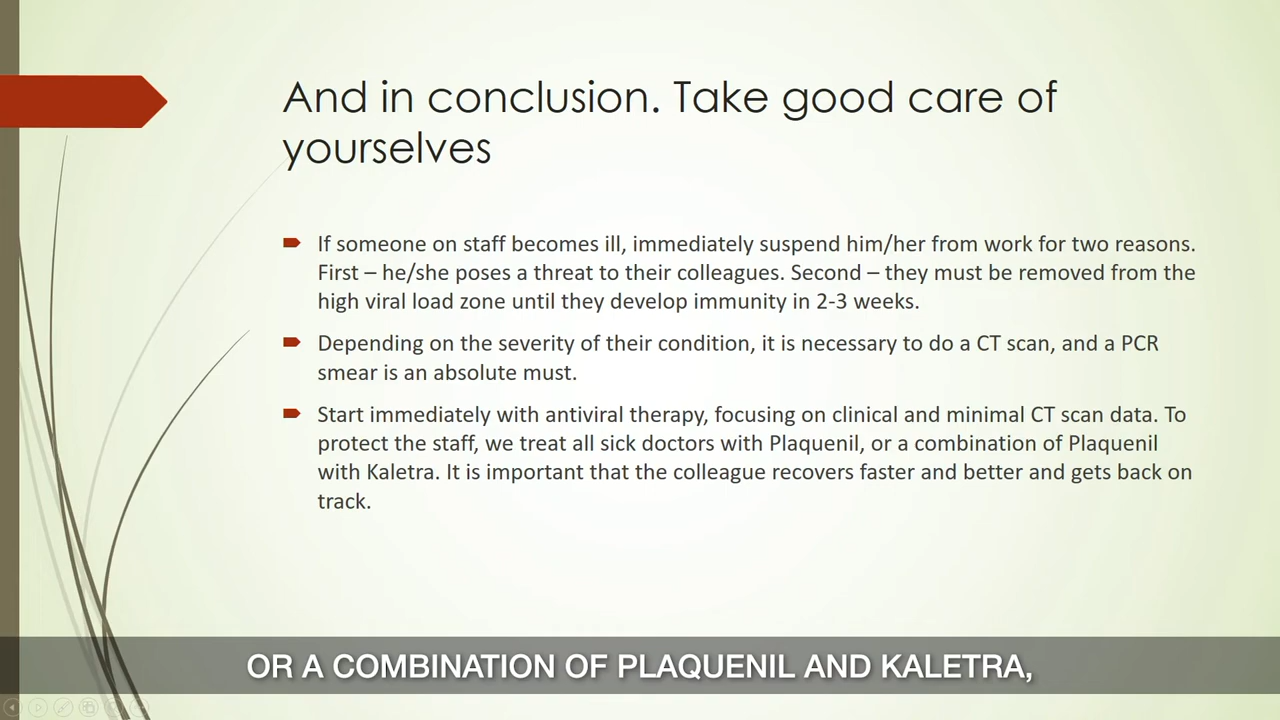 And in conclusion. Take good care of
yourselves
If someone on staff becomes ill, immediately suspend him/her from work for two reasons.
First – he/she poses a threat to their colleagues. Second – they must be removed from the
high viral load zone until they develop immunity in 2-3 weeks.
Depending on the severity of their condition, it is necessary to do a CT scan, and a PCR
smear is an absolute must.
Start immediately with antiviral therapy, focusing on clinical and minimal CT scan data. To
protect the staff, we treat all sick doctors with Plaquenil, or a combination of Plaquenil
with Kaletra. It is important that the colleague recovers faster and better and gets back on
track.
OR A COMBINATION OF PLAQUENIL AND KALETRA,